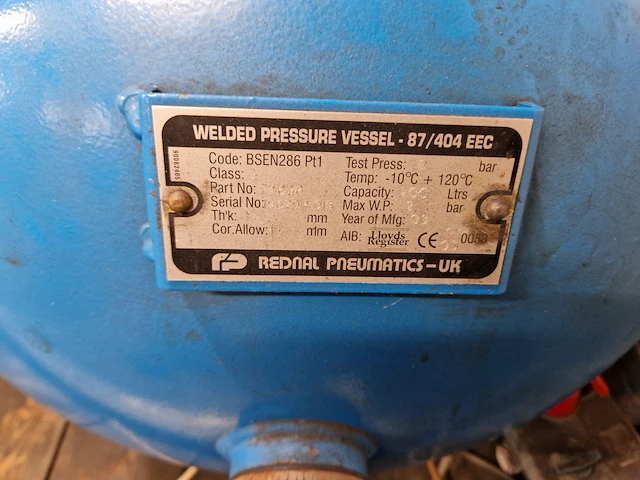 WELDED PRESSURE VESSEL - 87/404 EEC
Code: BSEN286 Pt1
Class:
Part No:
Serial No:
Th'k: mm
Cor.Allow: mm
Test Press: bar
Temp: -10°C + 120°C
Capacity: Ltrs
Max W.P. bar
Year of Mfg:
AIB: Lloyds Register CE
REDNAL PNEUMATICS-UK